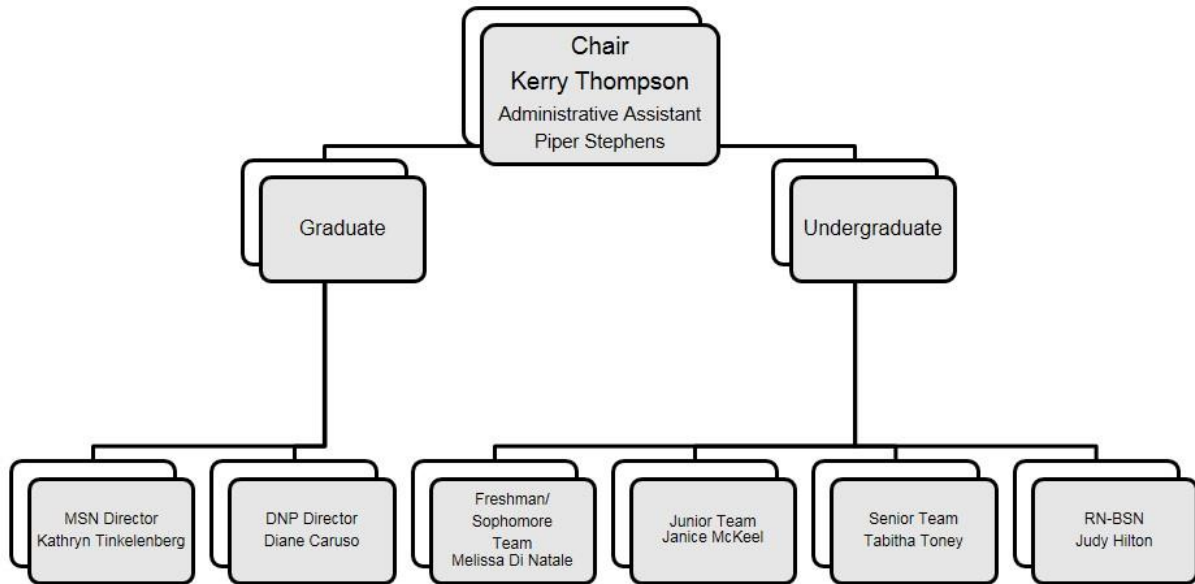 Chair
Kerry Thompson
Administrative Assistant
Piper Stephens
Graduate
Undergraduate
MSN Director
Kathryn Tinkelenberg
DNP Director
Diane Caruso
Freshman/
Sophomore
Team
Melissa Di Natale
Junior Team
Janice McKeel
Senior Team
Tabitha Toney
RN-BSN
Judy Hilton